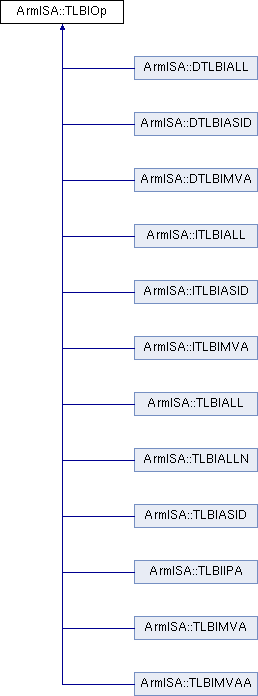 ArmISA::TLBIOp
ArmISA::DTLBIALL
ArmISA::DTLBIASID
ArmISA::DTLBIMVA
ArmISA::ITLBIALL
ArmISA::ITLBIASID
ArmISA::ITLBIMVA
ArmISA::TLBIALL
ArmISA::TLBIALLN
ArmISA::TLBIASID
ArmISA::TLBIIPA
ArmISA::TLBIMVA
ArmISA::TLBIMVAA